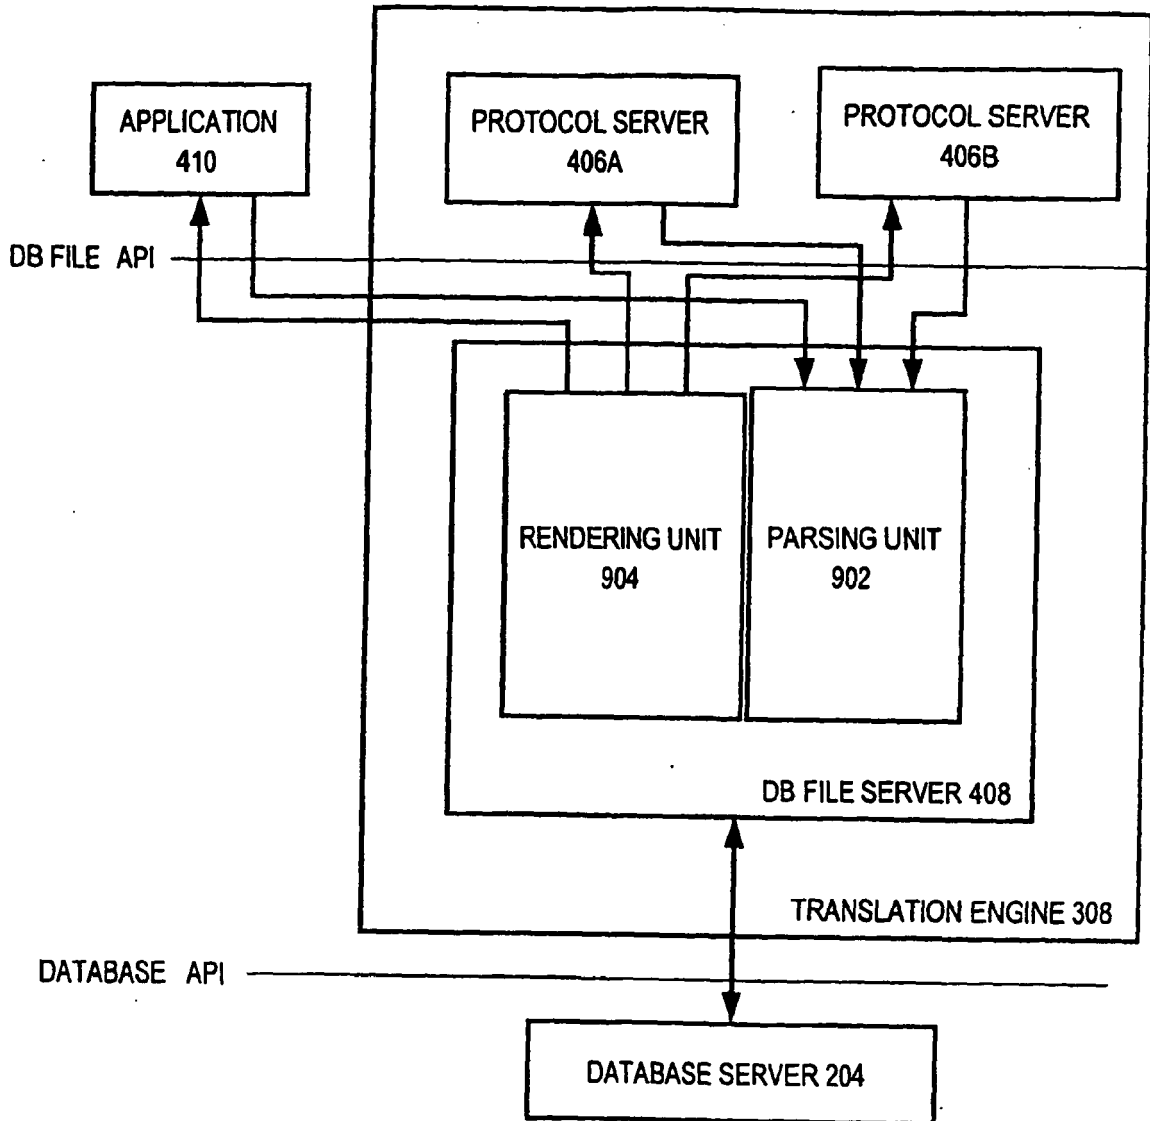 APPLICATION
410
PROTOCOL SERVER
406A
PROTOCOL SERVER
406B
DB FILE API
RENDERING UNIT
904
PARSING UNIT
902
DB FILE SERVER 408
TRANSLATION ENGINE 308
DATABASE API
DATABASE SERVER 204